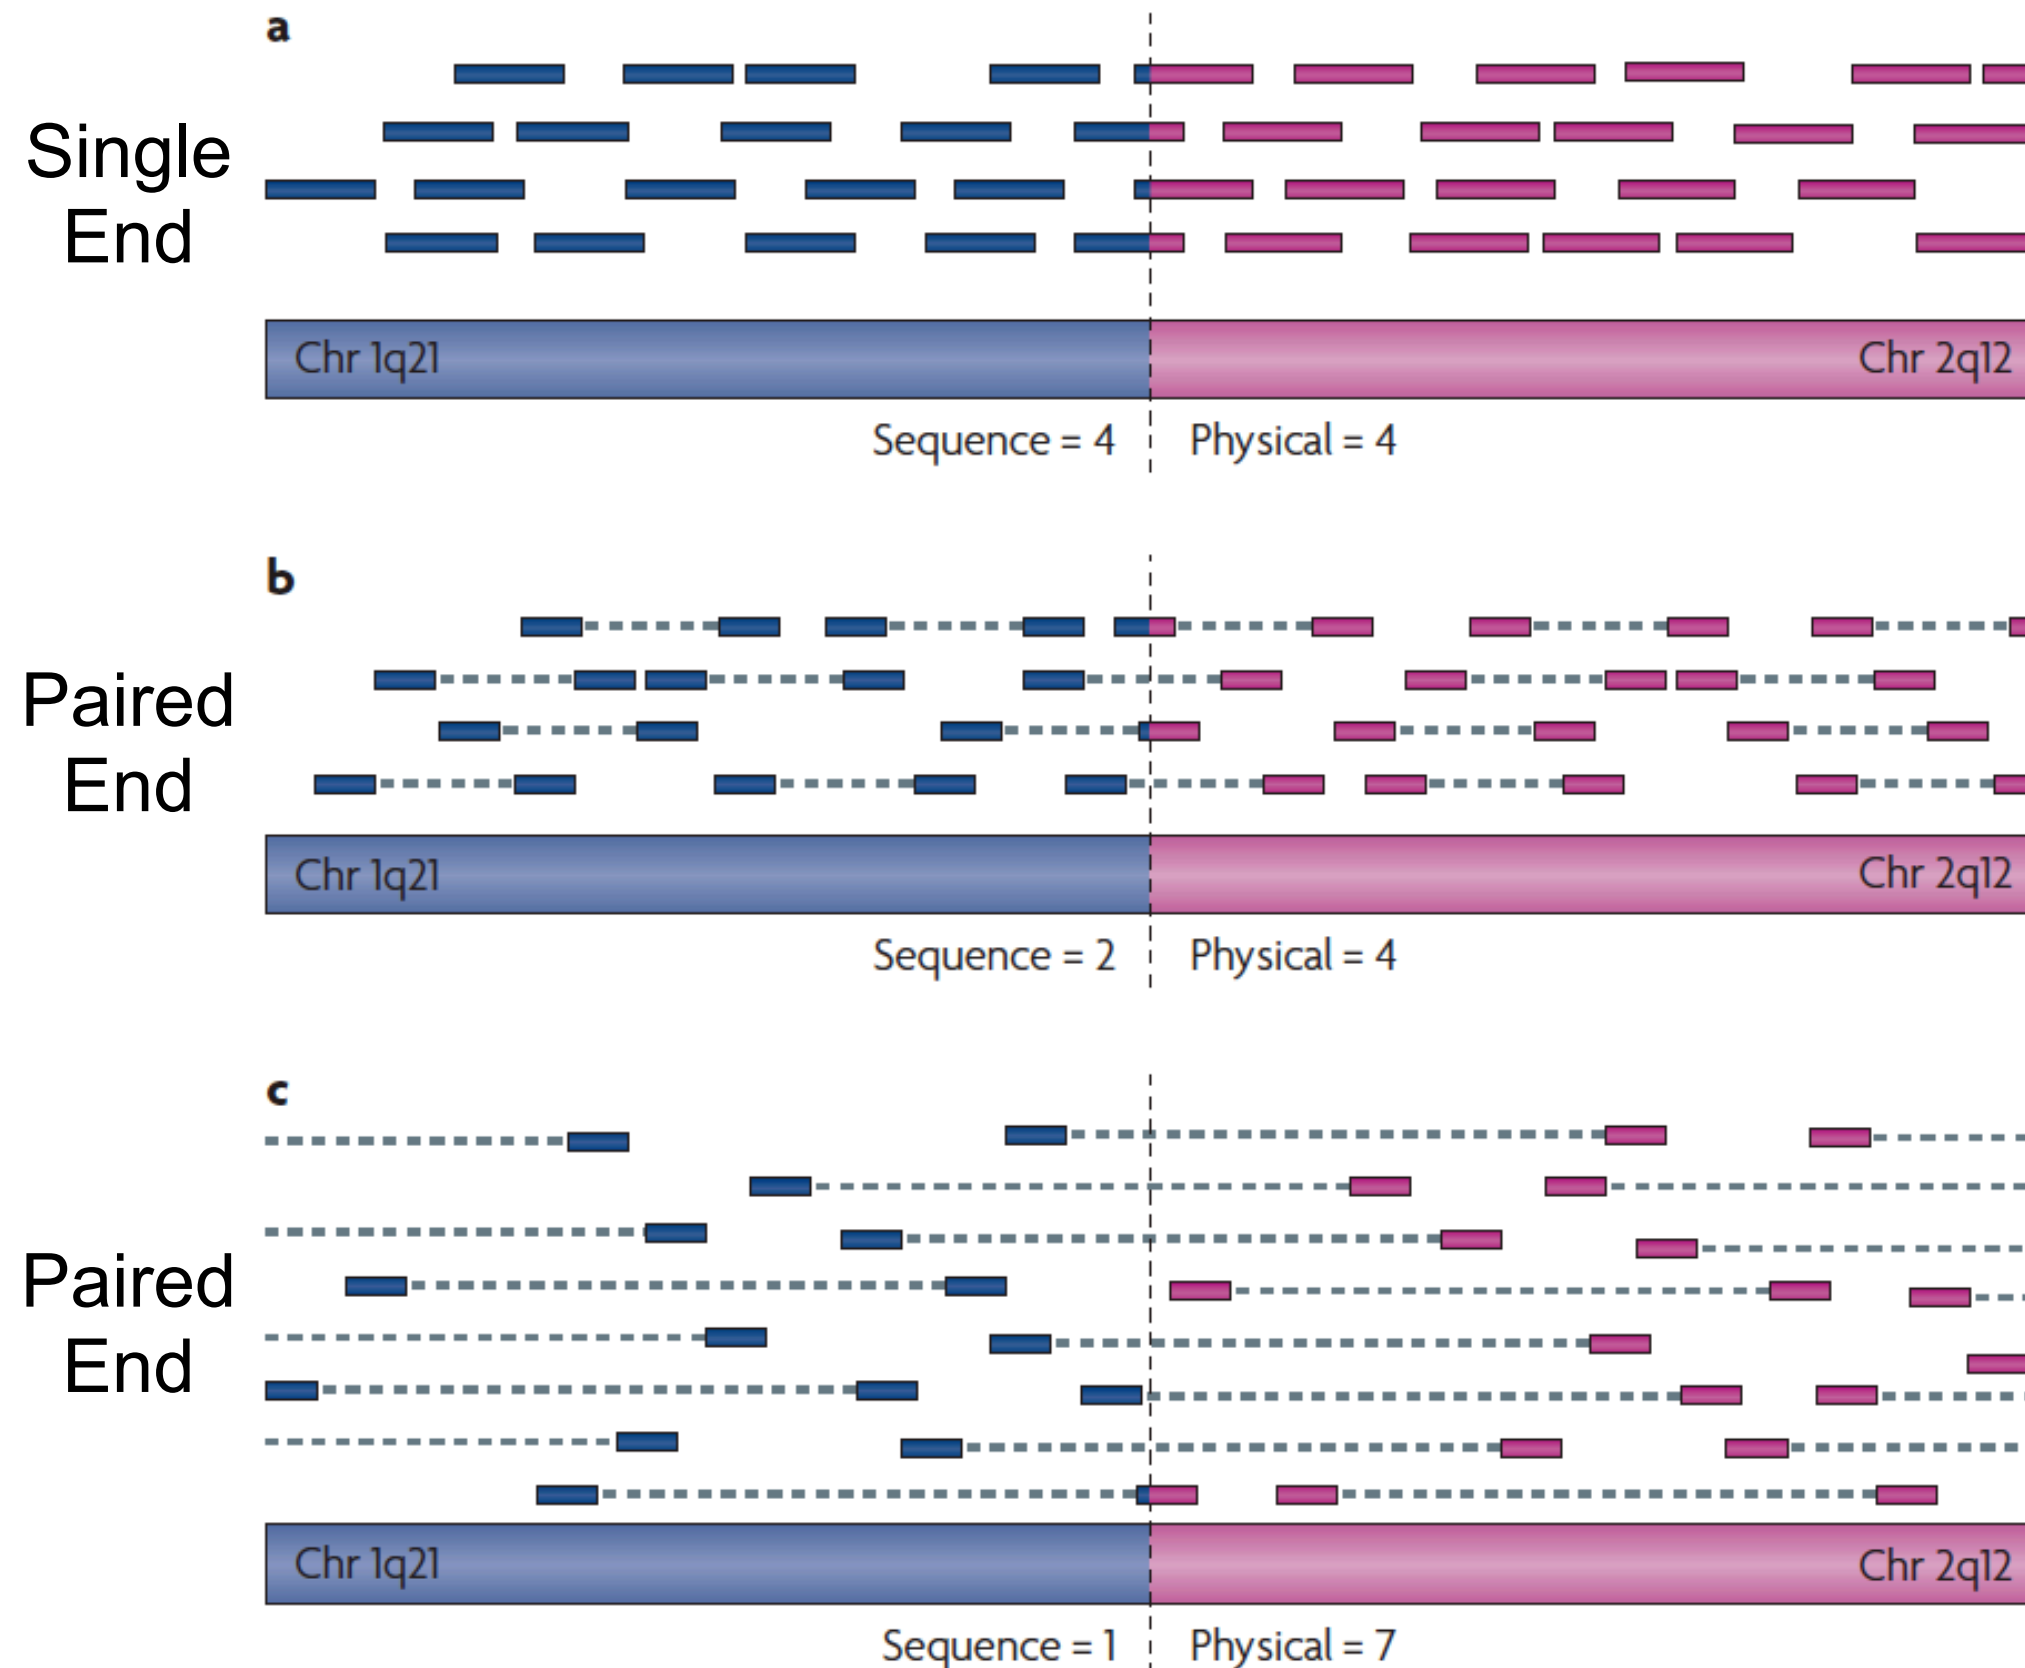 a
Single
End
Chr 1q21 Chr 2q12
Sequence = 4 Physical = 4
b
Paired
End
Chr 1q21 Chr 2q12
Sequence = 2 Physical = 4
c
Paired
End
Chr 1q21 Chr 2q12
Sequence = 1 Physical = 7